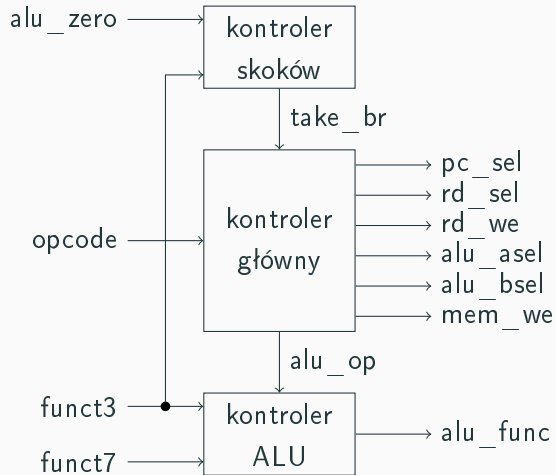 alu_zero
kontroler
skoków
take_br
opcode
kontroler
główny
pc_sel
rd_sel
rd_we
alu_asel
alu_bsel
mem_we
alu_op
funct3
funct7
kontroler
ALU
alu_func